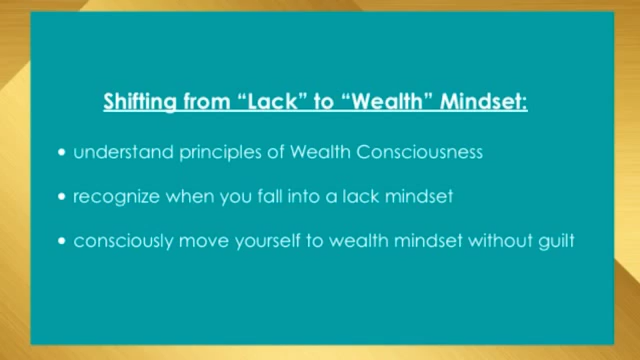 Shifting from “Lack” to “Wealth” Mindset:
• understand principles of Wealth Consciousness
• recognize when you fall into a lack mindset
• consciously move yourself to wealth mindset without guilt